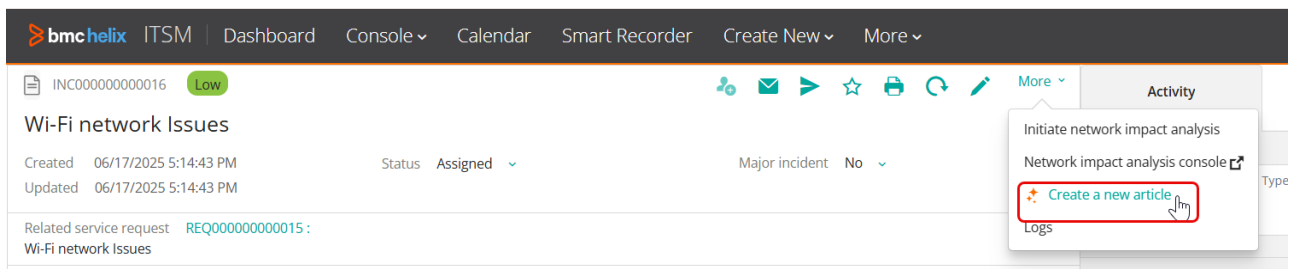 bmc helix ITSM Dashboard Console Calendar Smart Recorder Create New More
INC000000000016 Low More Activity
Wi-Fi network Issues
Initiate network impact analysis
Created 06/17/2025 5:14:43 PM Status Assigned Major incident No
Network impact analysis console
Updated 06/17/2025 5:14:43 PM
Type
Create a new article
Related service request REQ000000000015 :
Logs
Wi-Fi network Issues